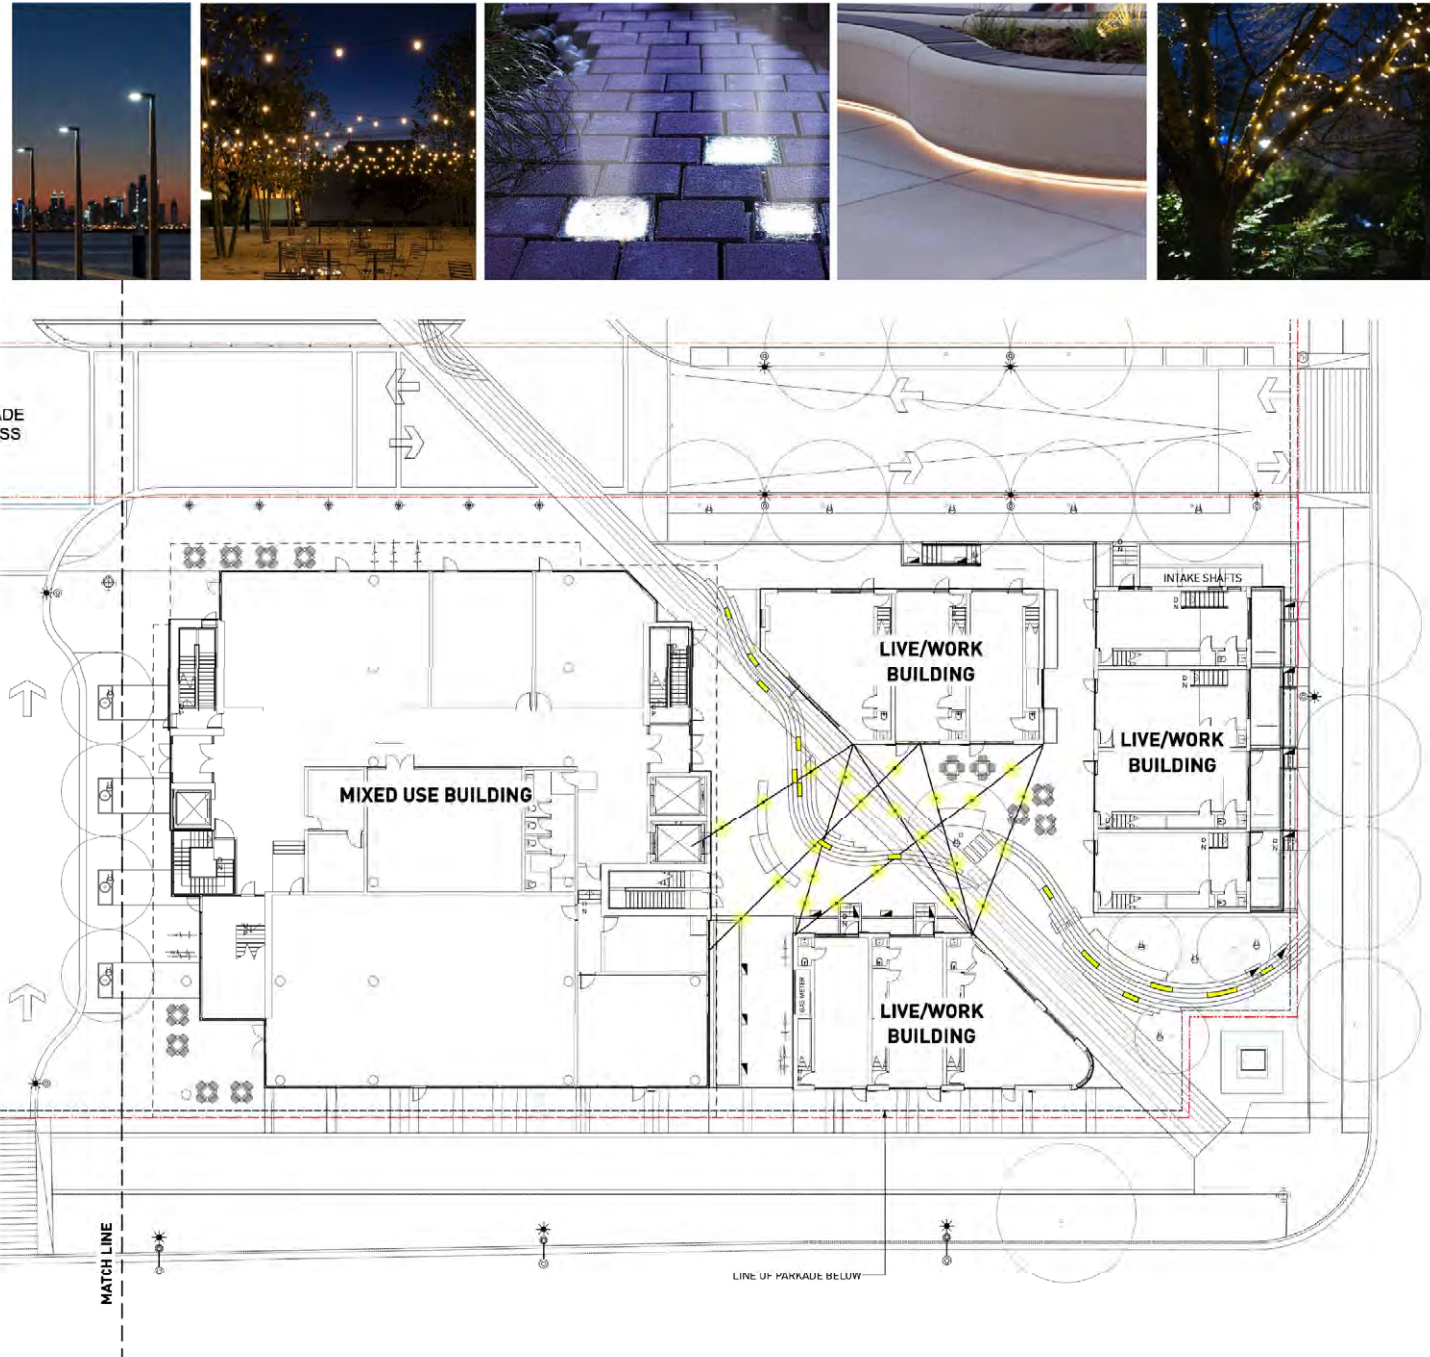 ADE
SS
INTAKE SHAFTS
LIVE/WORK
BUILDING
LIVE/WORK
BUILDING
MIXED USE BUILDING
GAS METER
LIVE/WORK
BUILDING
MATCH LINE
LINE OF PARKADE BELOW